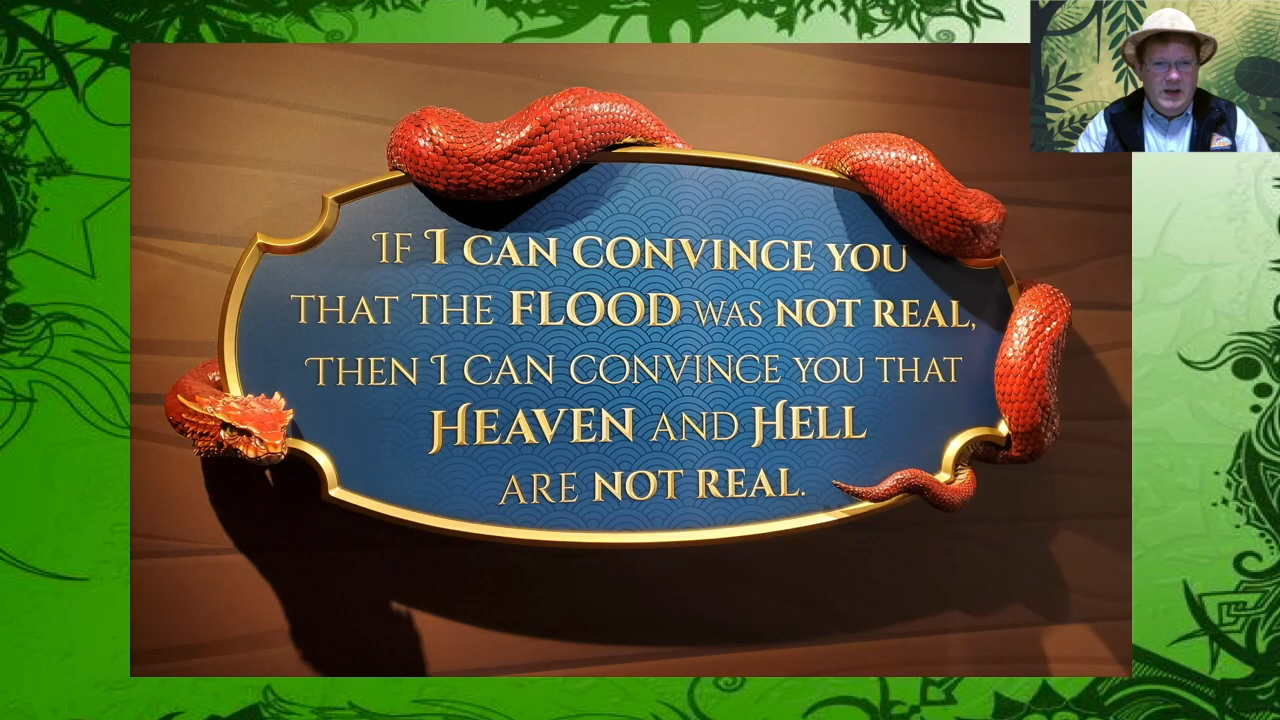 IF I CAN CONVINCE YOU
THAT THE FLOOD WAS NOT REAL,
THEN I CAN CONVINCE YOU THAT
HEAVEN AND HELL
ARE NOT REAL.